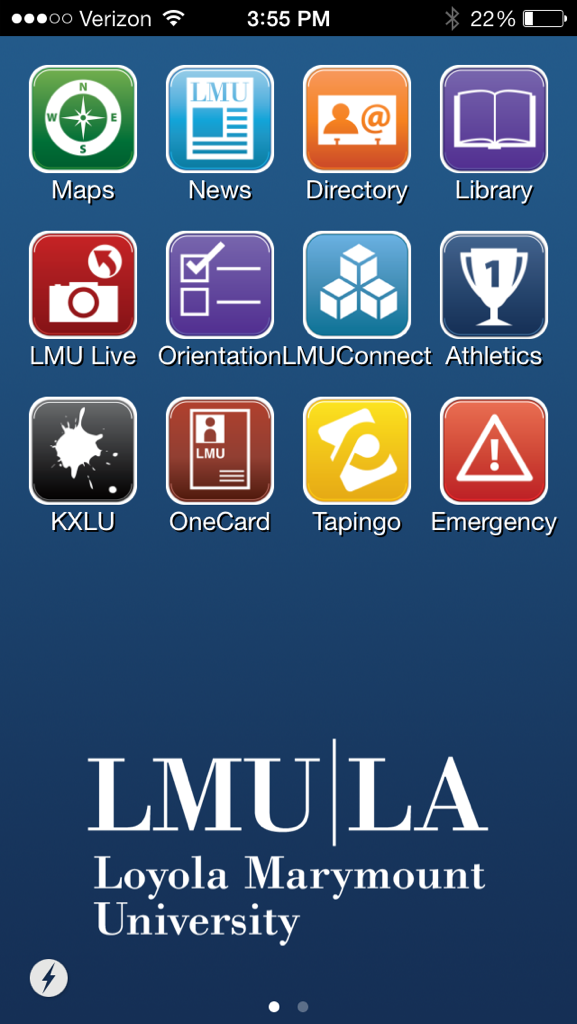 Verizon 3:55 PM 22%
N
W E
S
LMU
@
Maps News Directory Library
1
LMU Live Orientation LMUConnect Athletics
LMU
!
KXLU OneCard Tapingo Emergency
LMU|LA
Loyola Marymount
University